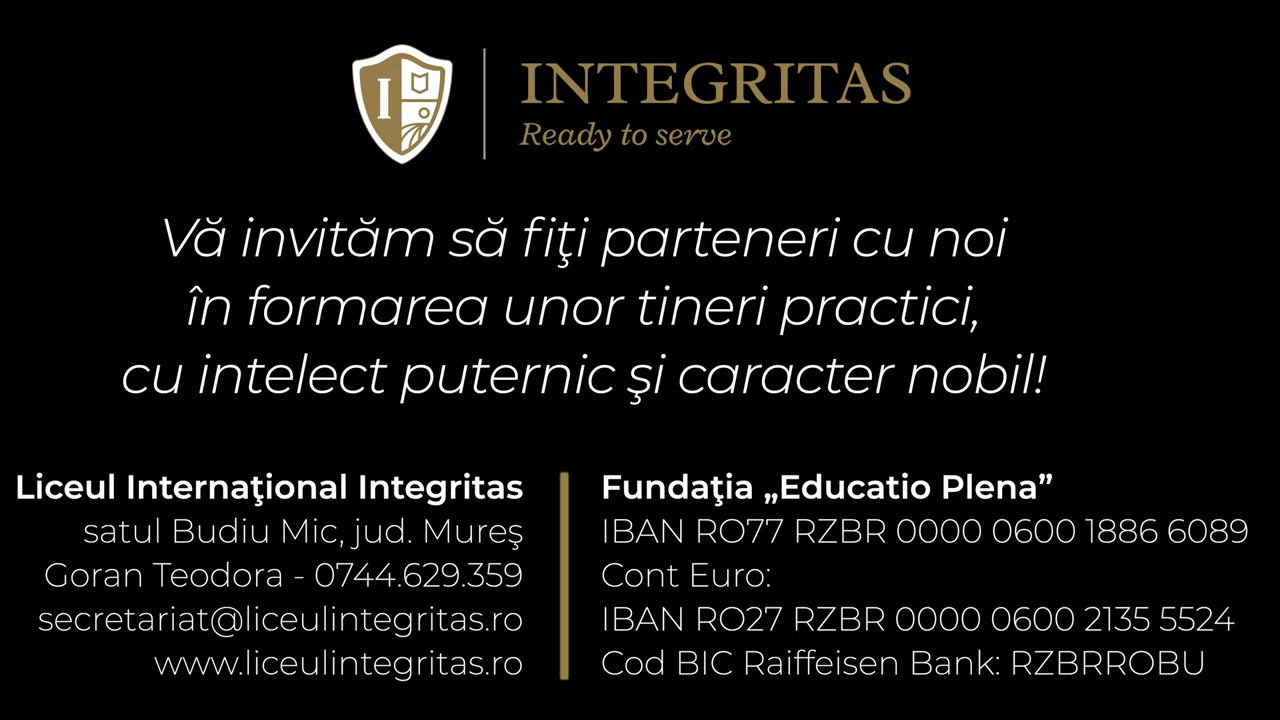 I
INTEGRITAS
Ready to serve
Vă invităm să fiţi parteneri cu noi
în formarea unor tineri practici,
cu intelect puternic şi caracter nobil!
Liceul Internaţional Integritas
satul Budiu Mic, jud. Mureş
Goran Teodora - 0744.629.359
secretariat@liceulintegritas.ro
www.liceulintegritas.ro
Fundaţia „Educatio Plena”
IBAN RO77 RZBR 0000 0600 1886 6089
Cont Euro:
IBAN RO27 RZBR 0000 0600 2135 5524
Cod BIC Raiffeisen Bank: RZBRROBU